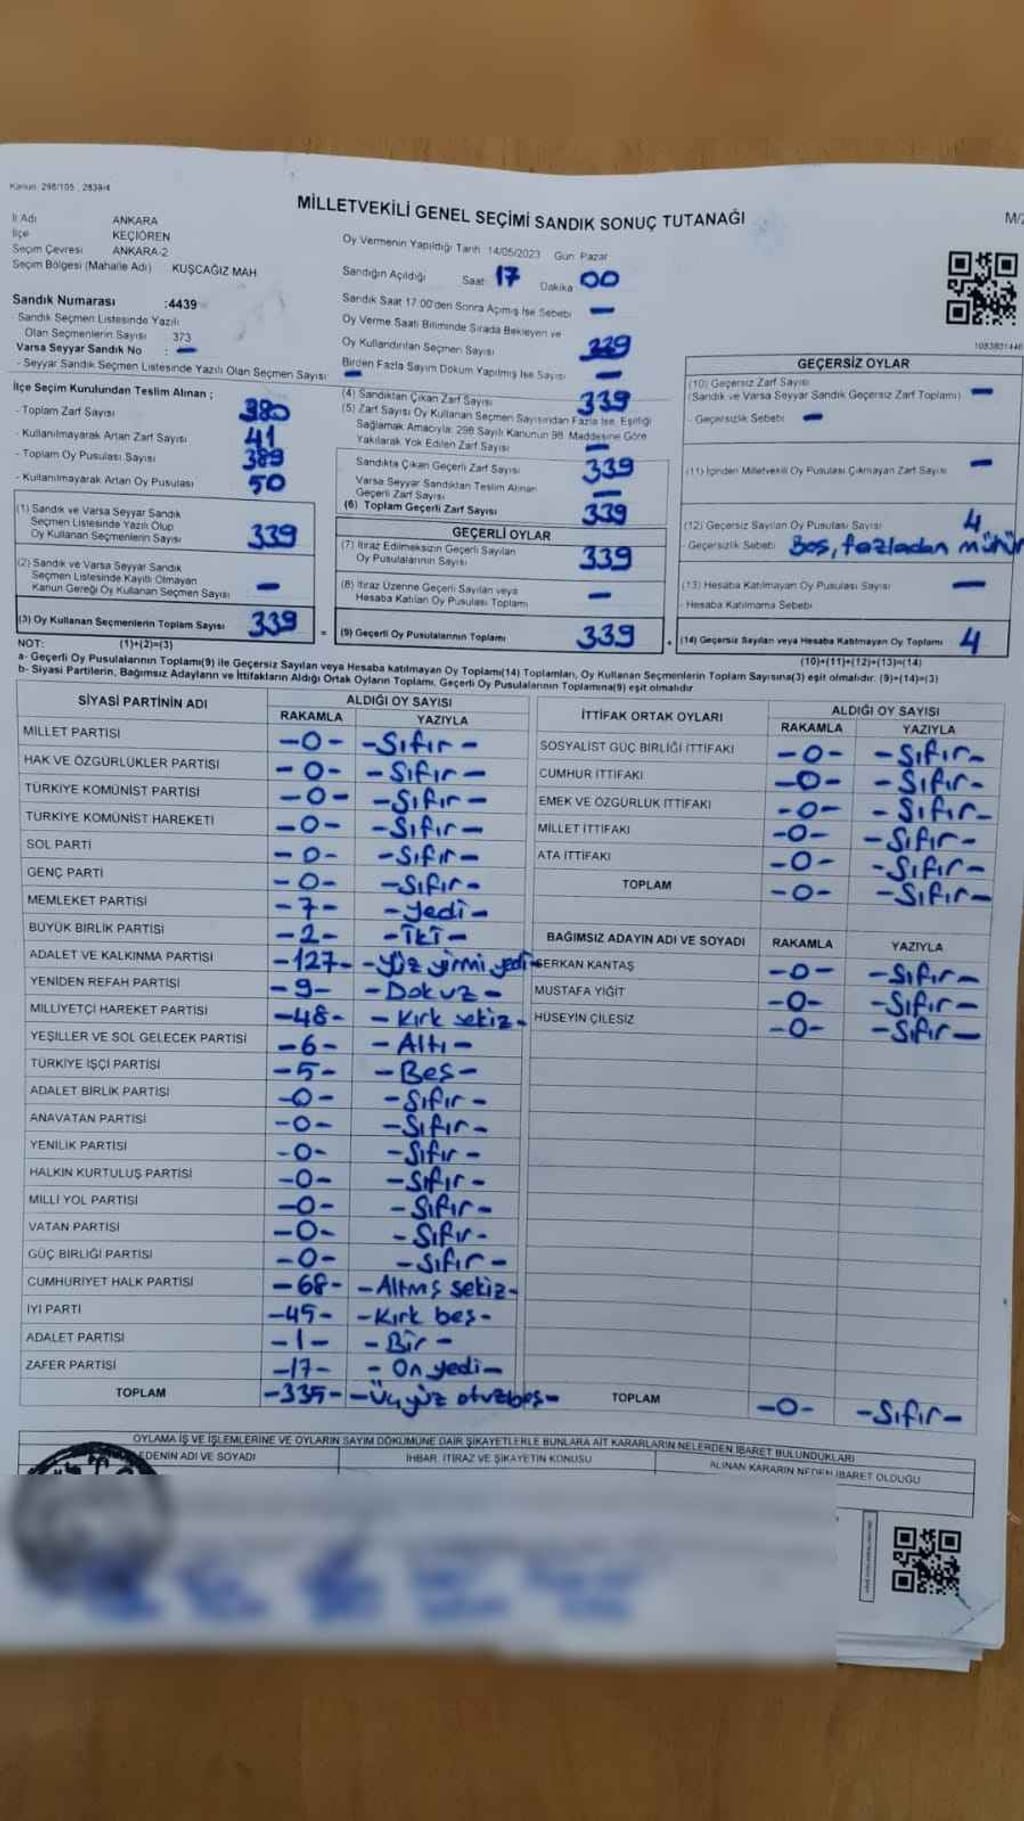 Kanun: 298/105 , 2839/4
MİLLETVEKİLİ GENEL SEÇİMİ SANDIK SONUÇ TUTANAĞI
M/2
İl Adı ANKARA
İlçe KEÇİÖREN
Seçim Çevresi ANKARA-2
Seçim Bölgesi (Mahalle Adı) KUŞCAĞIZ MAH
Sandık Numarası :4439
Sandık Seçmen Listesinde Yazılı
Olan Seçmenlerin Sayısı 373
Varsa Seyyar Sandık No : —
- Seyyar Sandık Seçmen Listesinde Yazılı Olan Seçmen Sayısı —
Oy Vermenin Yapıldığı Tarih 14/05/2023 Gün: Pazar
Sandığın Açıldığı Saat 17 Dakika 00
Sandık Saat 17.00'den Sonra Açmış İse Sebebi —
Oy Verme Saati Bitiminde Sırada Bekleyen ve
Oy Kullandırılan Seçmen Sayısı 339
Birden Fazla Sayım Döküm Yapılmış İse Sayısı —
İlçe Seçim Kurulundan Teslim Alınan ;
- Toplam Zarf Sayısı 380
- Kullanılmayarak Artan Zarf Sayısı 41
- Toplam Oy Pusulası Sayısı 389
- Kullanılmayarak Artan Oy Pusulası 50
(1) Sandık ve Varsa Seyyar Sandık
Seçmen Listesinde Yazılı Olup
Oy Kullanan Seçmenlerin Sayısı 339
(2) Sandık ve Varsa Seyyar Sandık
Seçmen Listesinde Kayıtlı Olmayan
Kanun Gereği Oy Kullanan Seçmen Sayısı —
(3) Oy Kullanan Seçmenlerin Toplam Sayısı 339
(4) Sandıktan Çıkan Zarf Sayısı 339
(5) Zarf Sayısı Oy Kullanan Seçmen Sayısından Fazla İse, Eşitliği
Sağlamak Amacıyla; 298 Sayılı Kanunun 98. Maddesine Göre
Yakılarak Yok Edilen Zarf Sayısı —
Sandıkta Çıkan Geçerli Zarf Sayısı 339
Varsa Seyyar Sandıktan Teslim Alınan
Geçerli Zarf Sayısı —
(6) Toplam Geçerli Zarf Sayısı 339
GEÇERLİ OYLAR
(7) İtiraz Edilmeksizin Geçerli Sayılan
Oy Pusulalarının Sayısı 339
(8) İtiraz Üzerine Geçerli Sayılan veya
Hesaba Katılan Oy Pusulası Toplamı —
= (9) Geçerli Oy Pusulalarının Toplamı 339
GEÇERSİZ OYLAR
(10) Geçersiz Zarf Sayısı
(Sandık ve Varsa Seyyar Sandık Geçersiz Zarf Toplamı) —
- Geçersizlik Sebebi —
(11) İçinden Milletvekili Oy Pusulası Çıkmayan Zarf Sayısı —
(12) Geçersiz Sayılan Oy Pusulası Sayısı 4
- Geçersizlik Sebebi Boş, fazladan mühür
(13) Hesaba Katılmayan Oy Pusulası Sayısı —
- Hesaba Katılmama Sebebi
+ (14) Geçersiz Sayılan veya Hesaba Katılmayan Oy Toplamı 4
NOT: (1)+(2)=(3)
(10)+(11)+(12)+(13)=(14)
a- Geçerli Oy Pusulalarının Toplamı(9) ile Geçersiz Sayılan veya Hesaba katılmayan Oy Toplamı(14) Toplamları, Oy Kullanan Seçmenlerin Toplam Sayısına(3) eşit olmalıdır. (9)+(14)=(3)
b- Siyasi Partilerin, Bağımsız Adayların ve İttifakların Aldığı Ortak Oyların Toplamı, Geçerli Oy Pusulalarının Toplamına(9) eşit olmalıdır
SİYASİ PARTİNİN ADI ALDIĞI OY SAYISI
RAKAMLA YAZIYLA
MİLLET PARTİSİ -0- -Sıfır-
HAK VE ÖZGÜRLÜKLER PARTİSİ -0- -Sıfır-
TÜRKİYE KOMÜNİST PARTİSİ -0- -Sıfır-
TÜRKİYE KOMÜNİST HAREKETİ -0- -Sıfır-
SOL PARTİ -0- -Sıfır-
GENÇ PARTİ -0- -Sıfır-
MEMLEKET PARTİSİ -7- -Yedi-
BÜYÜK BİRLİK PARTİSİ -2- -İki-
ADALET VE KALKINMA PARTİSİ -127- -Yüz yirmi yedi-
YENİDEN REFAH PARTİSİ -9- -Dokuz-
MİLLİYETÇİ HAREKET PARTİSİ -48- -Kırk sekiz-
YEŞİLLER VE SOL GELECEK PARTİSİ -6- -Altı-
TÜRKİYE İŞÇİ PARTİSİ -5- -Beş-
ADALET BİRLİK PARTİSİ -0- -Sıfır-
ANAVATAN PARTİSİ -0- -Sıfır-
YENİLİK PARTİSİ -0- -Sıfır-
HALKIN KURTULUŞ PARTİSİ -0- -Sıfır-
MİLLİ YOL PARTİSİ -0- -Sıfır-
VATAN PARTİSİ -0- -Sıfır-
GÜÇ BİRLİĞİ PARTİSİ -0- -Sıfır-
CUMHURİYET HALK PARTİSİ -68- -Altmş sekiz-
İYİ PARTİ -45- -Kırk beş-
ADALET PARTİSİ -1- -Bir-
ZAFER PARTİSİ -17- -On yedi-
TOPLAM -335- -Üçyüz otuzbeş-
İTTİFAK ORTAK OYLARI ALDIĞI OY SAYISI
RAKAMLA YAZIYLA
SOSYALİST GÜÇ BİRLİĞİ İTTİFAKI -0- -Sıfır-
CUMHUR İTTİFAKI -0- -Sıfır-
EMEK VE ÖZGÜRLÜK İTTİFAKI -0- -Sıfır-
MİLLET İTTİFAKI -0- -Sıfır-
ATA İTTİFAKI -0- -Sıfır-
TOPLAM -0- -Sıfır-
BAĞIMSIZ ADAYIN ADI VE SOYADI RAKAMLA YAZIYLA
SERKAN KANTAŞ -0- -Sıfır-
MUSTAFA YİĞİT -0- -Sıfır-
HÜSEYİN ÇİLESİZ -0- -Sıfır-
TOPLAM -0- -Sıfır-
OYLAMA İŞ VE İŞLEMLERİNE VE OYLARIN SAYIM DÖKÜMÜNE DAİR ŞİKAYETLERLE BUNLARA AİT KARARLARIN NELERDEN İBARET BULUNDUKLARI
EDENİN ADI VE SOYADI İHBAR, İTİRAZ VE ŞİKAYETİN KONUSU ALINAN KARARIN NEDEN İBARET OLDUĞU